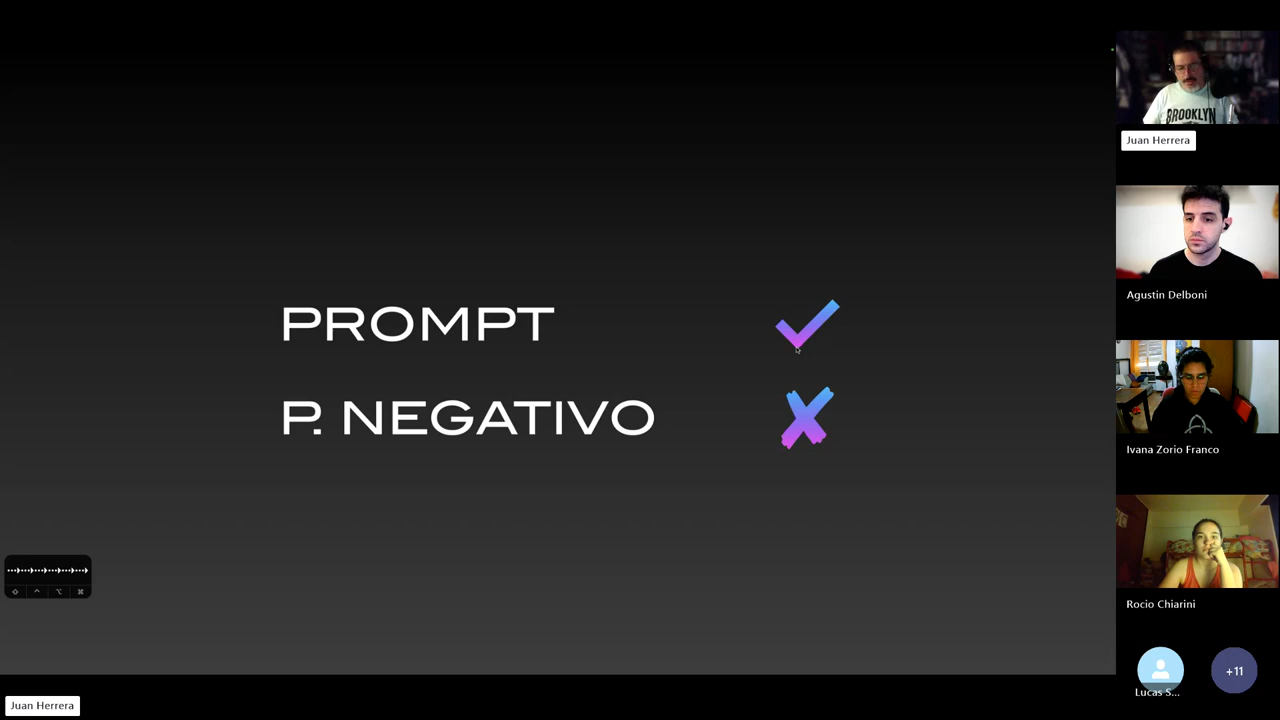 PROMPT
P. NEGATIVO
BROOKLYN
Juan Herrera
Agustin Delboni
Ivana Zorio Franco
Rocio Chiarini
Lucas S...
+11
Juan Herrera